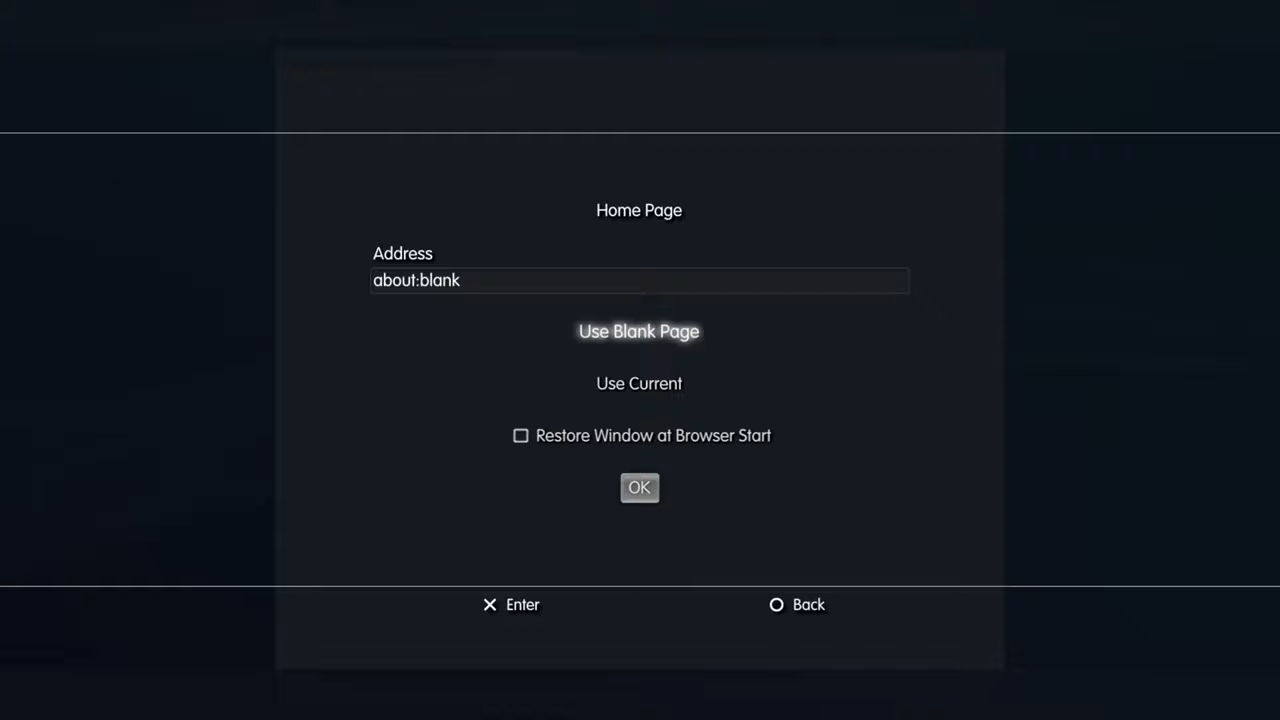 Home Page
Address
about:blank
Use Blank Page
Use Current
Restore Window at Browser Start
OK
Enter
Back